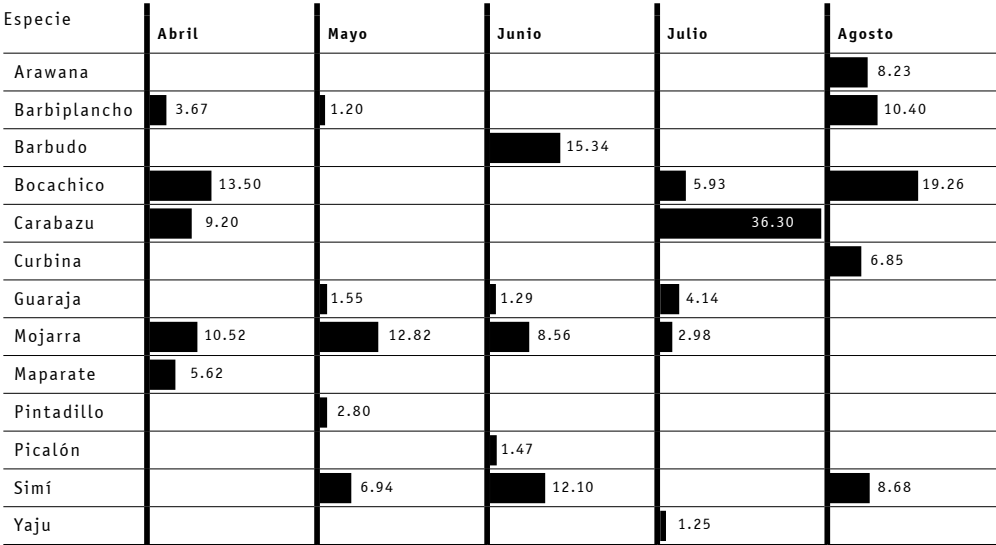 Especie Abril Mayo Junio Julio Agosto
Arawana 8.23
Barbiplancho 3.67 1.20 10.40
Barbudo 15.34
Bocachico 13.50 5.93 19.26
Carabazu 9.20 36.30
Curbina 6.85
Guaraja 1.55 1.29 4.14
Mojarra 10.52 12.82 8.56 2.98
Maparate 5.62
Pintadillo 2.80
Picalón 1.47
Simí 6.94 12.10 8.68
Yaju 1.25